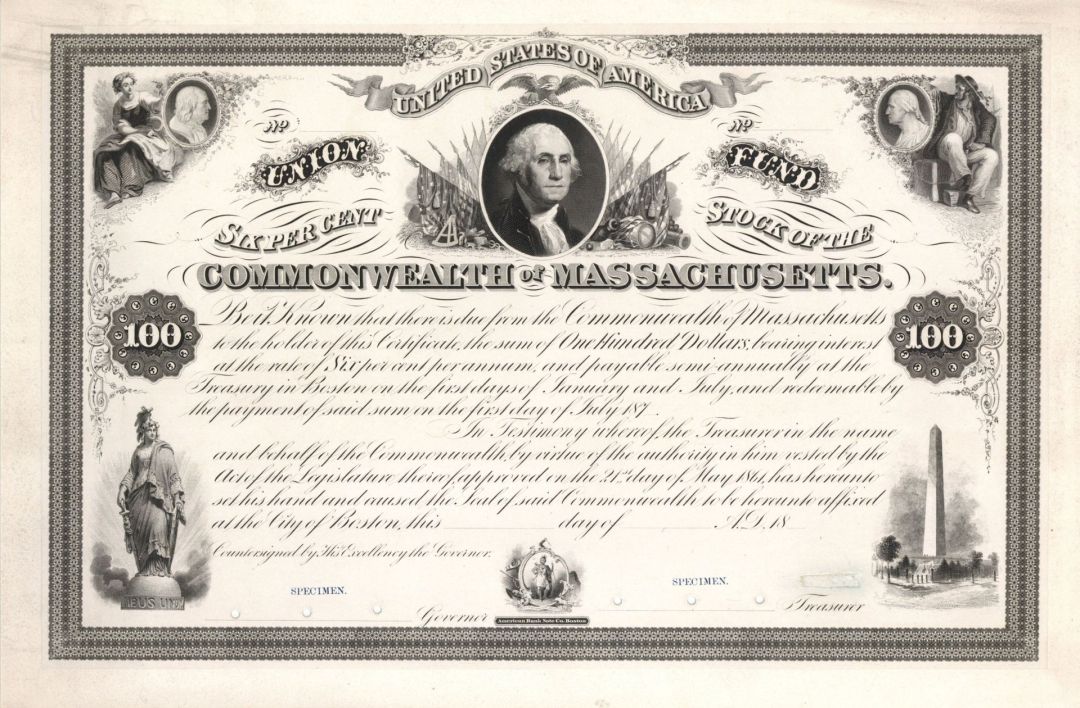 UNITED STATES OF AMERICA
No No
UNION FUND
SIX PER CENT STOCK OF THE
COMMONWEALTH of MASSACHUSETTS.
100 100
Be it Known that there is due from the Commonwealth of Massachusetts
to the holder of this Certificate, the sum of One Hundred Dollars, bearing interest
at the rate of Six per cent per annum, and payable semi-annually at the
Treasury in Boston on the first days of January and July, and redeemable by
the payment of said sum on the first day of July 187
In Testimony whereof, the Treasurer in the name
and behalf of the Commonwealth, by virtue of the authority in him vested by the
Act of the Legislature thereof, approved on the 21st day of May 1861, has hereunto
set his hand and caused the Seal of said Commonwealth to be hereunto affixed
at the City of Boston, this day of A.D. 18
Countersigned by His Excellency the Governor.
SPECIMEN. SPECIMEN.
Governor Treasurer
American Bank Note Co. Boston